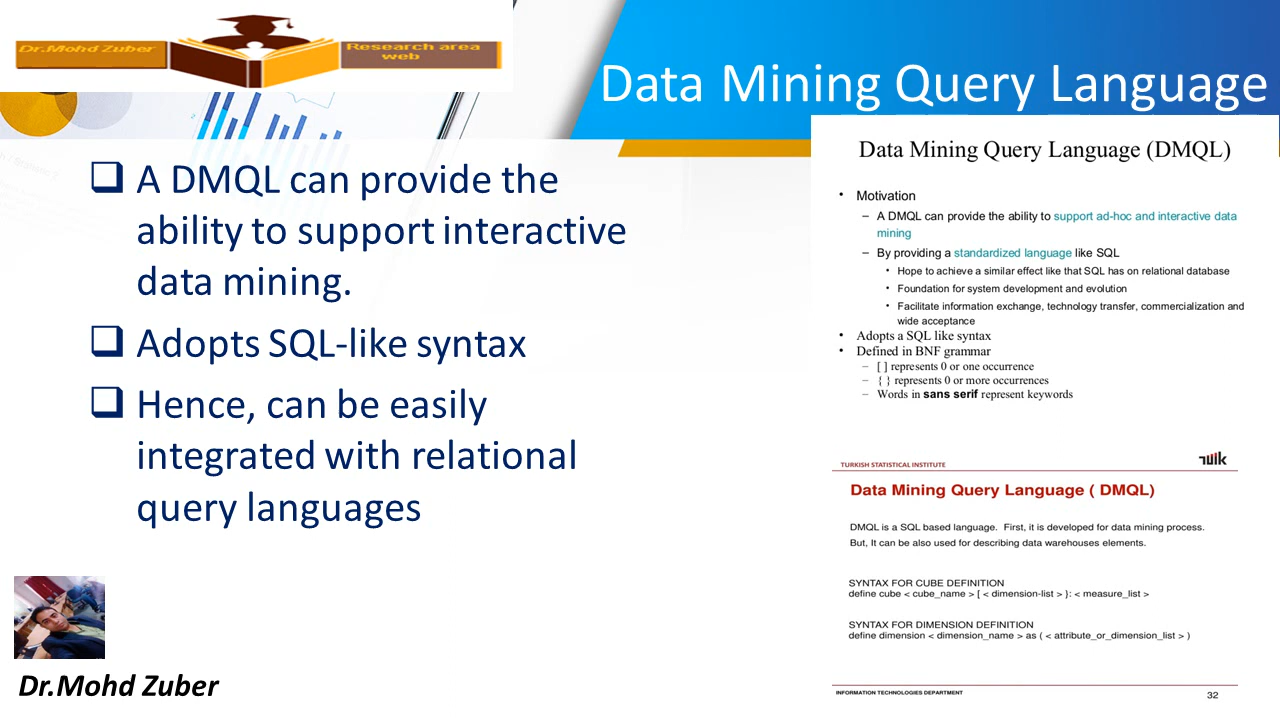 Dr.Mohd Zuber
Research area
web
Data Mining Query Language
❑ A DMQL can provide the
ability to support interactive
data mining.
❑ Adopts SQL-like syntax
❑ Hence, can be easily
integrated with relational
query languages
Dr.Mohd Zuber
Data Mining Query Language (DMQL)
• Motivation
– A DMQL can provide the ability to support ad-hoc and interactive data
mining
– By providing a standardized language like SQL
• Hope to achieve a similar effect like that SQL has on relational database
• Foundation for system development and evolution
• Facilitate information exchange, technology transfer, commercialization and
wide acceptance
• Adopts a SQL like syntax
• Defined in BNF grammar
– [ ] represents 0 or one occurrence
– { } represents 0 or more occurrences
– Words in sans serif represent keywords
TURKISH STATISTICAL INSTITUTE
Data Mining Query Language ( DMQL)
DMQL is a SQL based language. First, it is developed for data mining process.
But, It can be also used for describing data warehouses elements.
SYNTAX FOR CUBE DEFINITION
define cube < cube_name > [ < dimension-list > }: < measure_list >
SYNTAX FOR DIMENSION DEFINITION
define dimension < dimension_name > as ( < attribute_or_dimension_list > )
INFORMATION TECHNOLOGIES DEPARTMENT
32